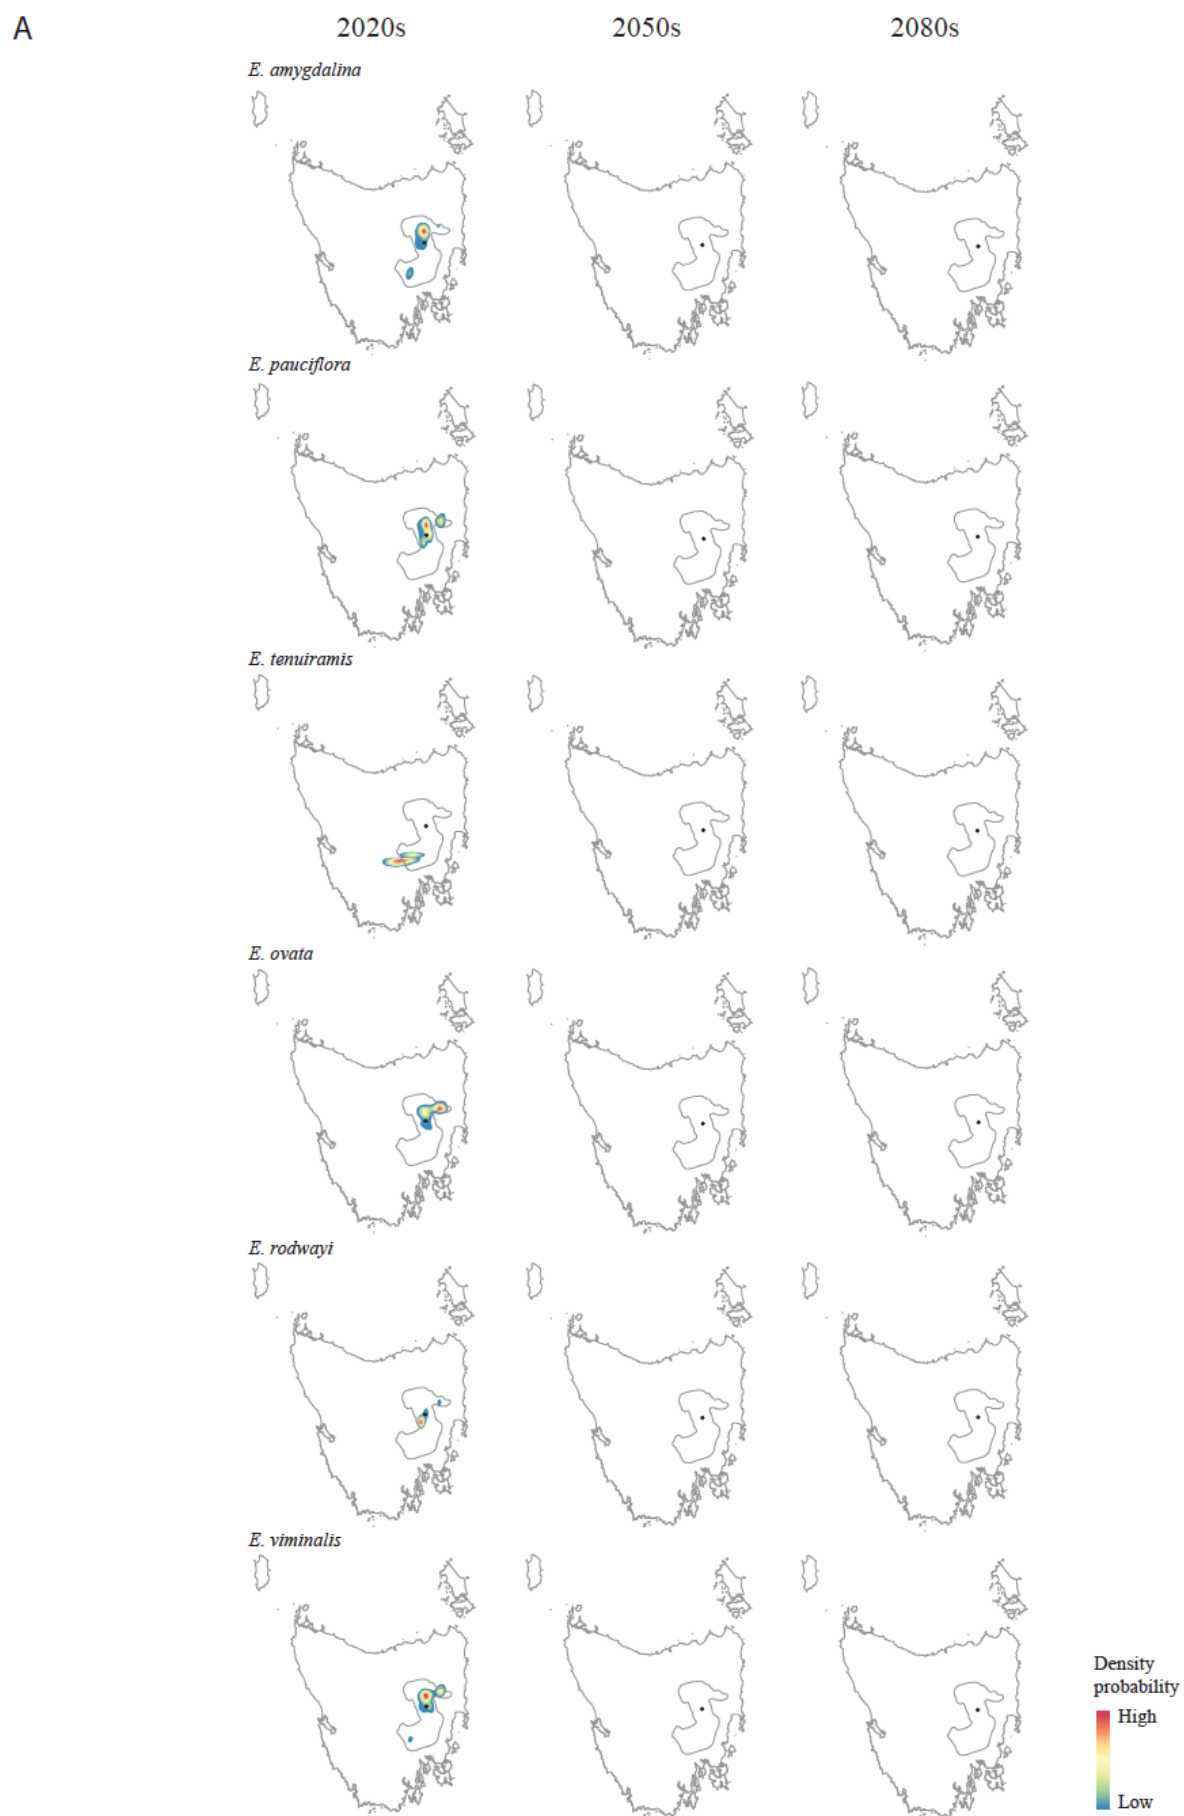 A
2020s 2050s 2080s
E. amygdalina
E. pauciflora
E. tenuiramis
E. ovata
E. rodwayi
E. viminalis
Density
probability
High
Low